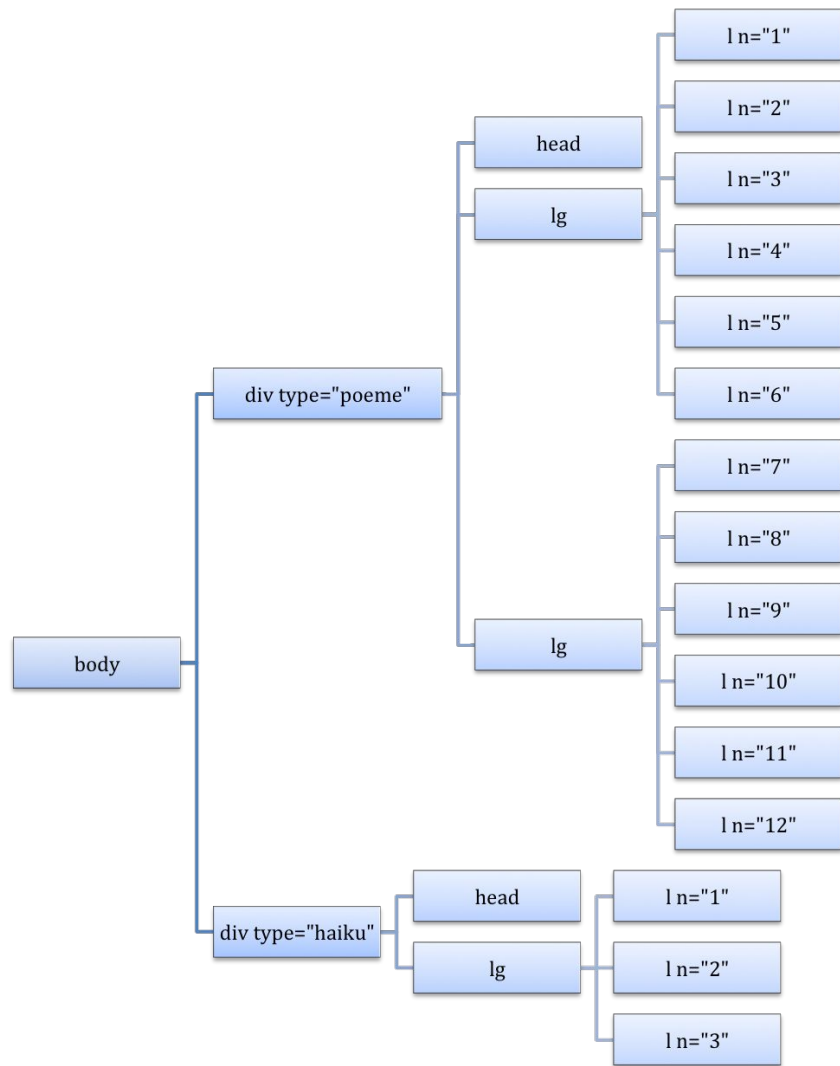 l n="1"
l n="2"
head
l n="3"
lg
l n="4"
l n="5"
div type="poeme"
l n="6"
l n="7"
l n="8"
l n="9"
lg
body
l n="10"
l n="11"
l n="12"
head
l n="1"
div type="haiku"
lg
l n="2"
l n="3"